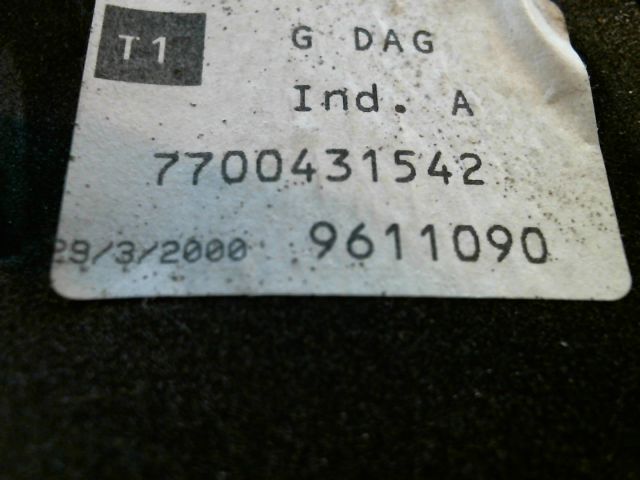 T1 G DAG
Ind. A
7700431542
29/3/2000 9611090